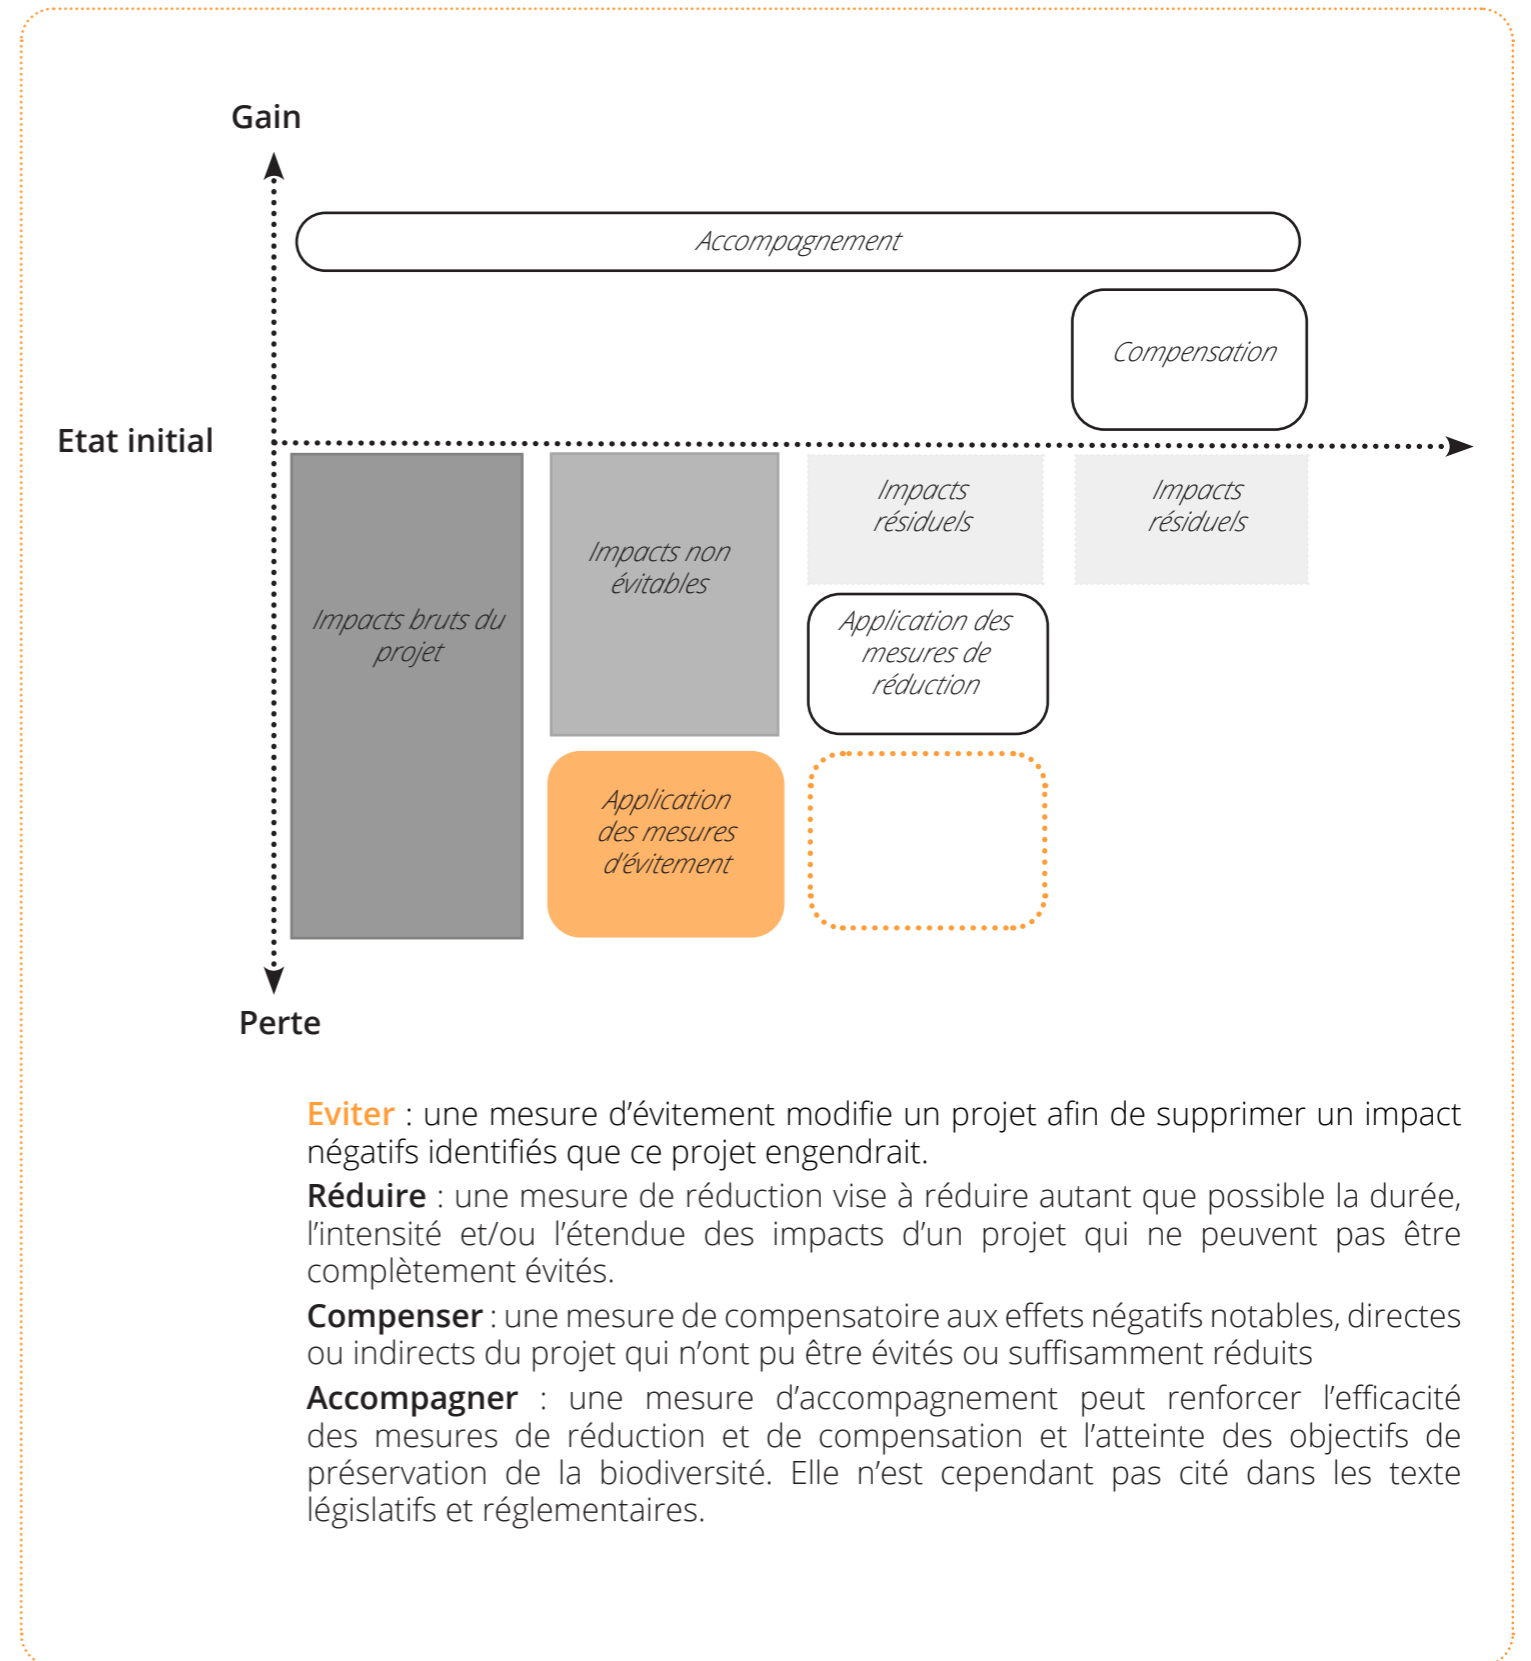 Gain
Accompagnement
Compensation
Etat initial
Impacts bruts du
projet
Impacts non
évitables
Application
des mesures
d’évitement
Impacts
résiduels
Application des
mesures de
réduction
Impacts
résiduels
Perte
Eviter : une mesure d’évitement modifie un projet afin de supprimer un impact
négatifs identifiés que ce projet engendrait.
Réduire : une mesure de réduction vise à réduire autant que possible la durée,
l’intensité et/ou l’étendue des impacts d’un projet qui ne peuvent pas être
complètement évités.
Compenser : une mesure de compensatoire aux effets négatifs notables, directes
ou indirects du projet qui n’ont pu être évités ou suffisamment réduits
Accompagner : une mesure d’accompagnement peut renforcer l’efficacité
des mesures de réduction et de compensation et l’atteinte des objectifs de
préservation de la biodiversité. Elle n’est cependant pas cité dans les texte
législatifs et réglementaires.